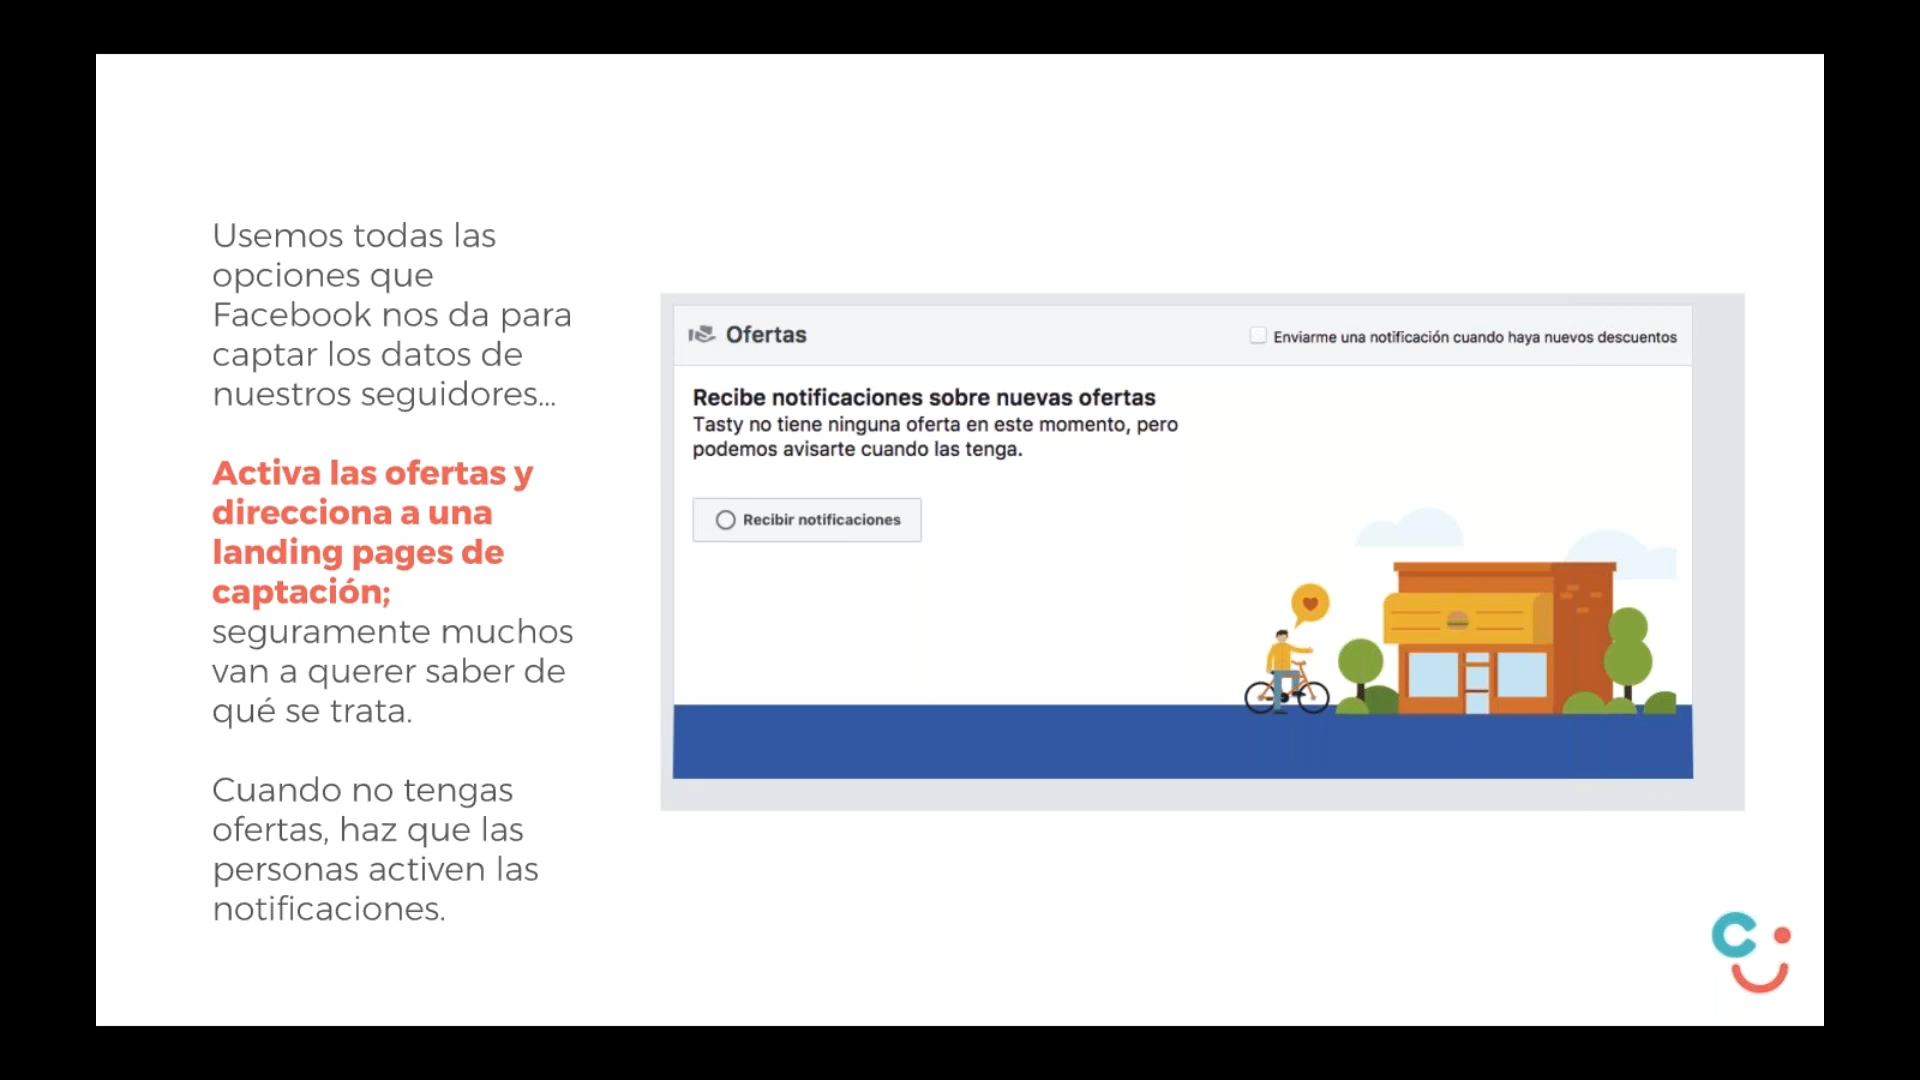 Usemos todas las
opciones que
Facebook nos da para
captar los datos de
nuestros seguidores...
Activa las ofertas y
direcciona a una
landing pages de
captación;
seguramente muchos
van a querer saber de
qué se trata.
Cuando no tengas
ofertas, haz que las
personas activen las
notificaciones.
Ofertas
Enviarme una notificación cuando haya nuevos descuentos
Recibe notificaciones sobre nuevas ofertas
Tasty no tiene ninguna oferta en este momento, pero
podemos avisarte cuando las tenga.
Recibir notificaciones